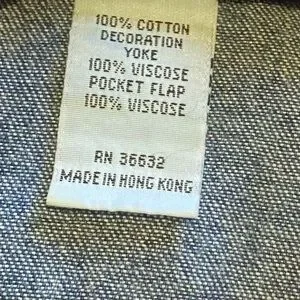 100% COTTON
DECORATION
YOKE
100% VISCOSE
POCKET FLAP
100% VISCOSE
RN 36632
MADE IN HONG KONG